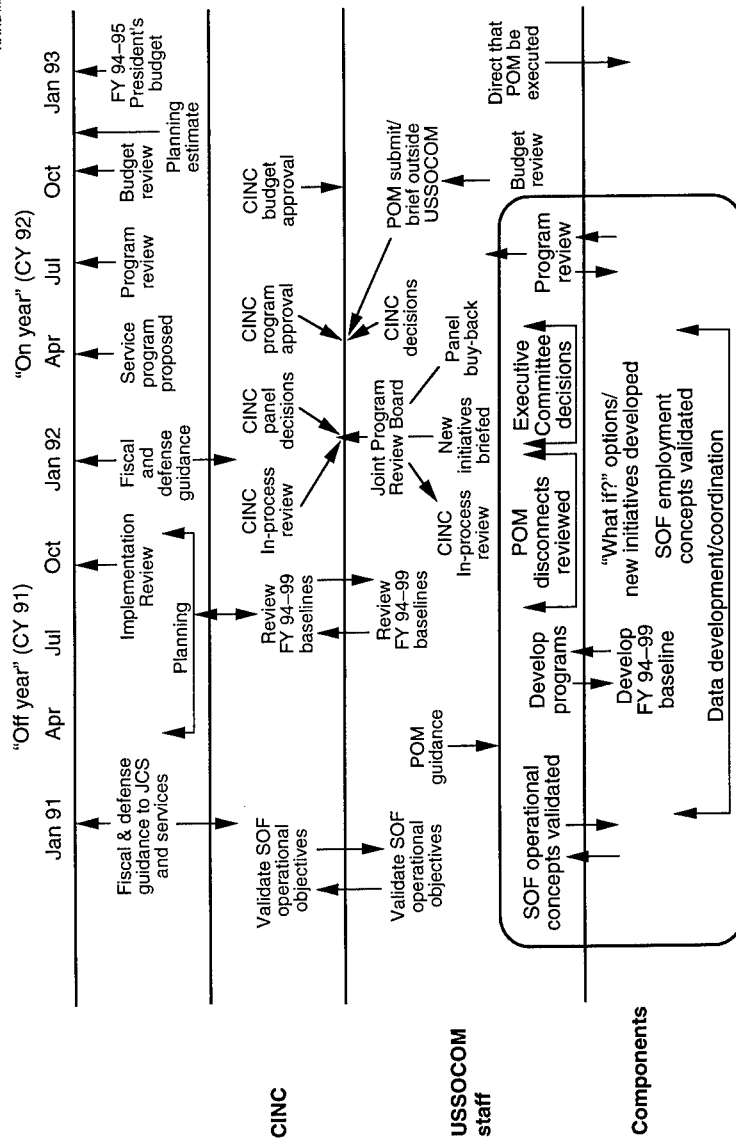 "Off year" (CY 91)
"On year" (CY 92)
Jan 91
Apr
Jul
Oct
Jan 92
Apr
Jul
Oct
Jan 93
Fiscal & defense
guidance to JCS
and services
Implementation
Review
Planning
Fiscal
and
defense
guidance
Service
program
proposed
Program
review
Budget
review
Planning
estimate
FY 94–95
President's
budget
CINC
Validate SOF
operational
objectives
Review
FY 94–99
baselines
CINC
In-process
review
CINC
panel
decisions
CINC
program
approval
CINC
budget
approval
USSOCOM
staff
Validate SOF
operational
objectives
POM
guidance
Review
FY 94–99
baselines
CINC
In-process
review
Joint Program
Review Board
New
initiatives
briefed
Panel
buy-back
CINC
decisions
POM submit/
brief outside
USSOCOM
SOF operational
concepts validated
Develop
programs
POM
disconnects
reviewed
Executive
Committee
decisions
Program
review
Budget
review
Direct that
POM be
executed
Components
Develop
FY 94–99
baseline
"What if?" options/
new initiatives developed
SOF employment
concepts validated
Data development/coordination